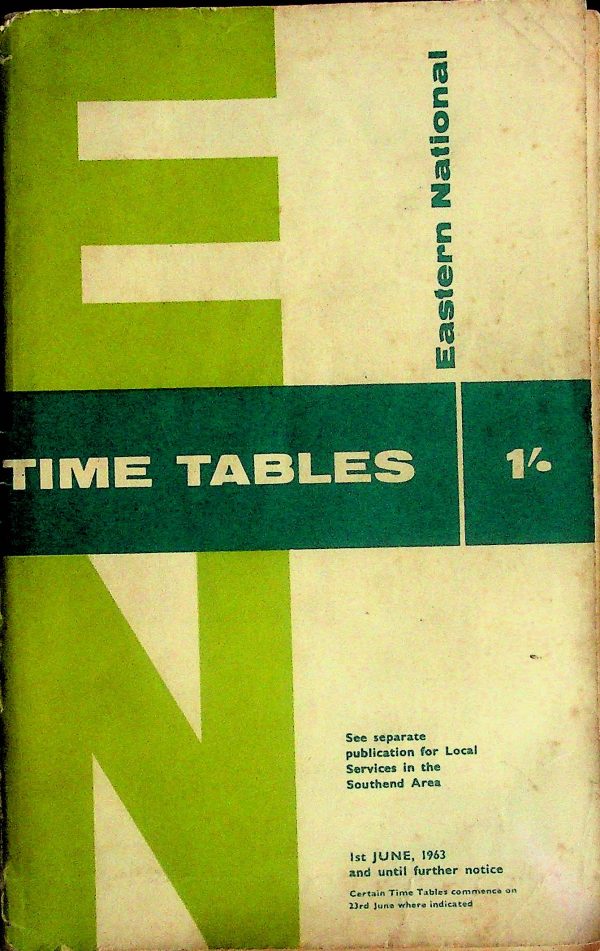 E
Eastern National
TIME TABLES
1/•
N
See separate
publication for Local
Services in the
Southend Area
1st JUNE, 1963
and until further notice
Certain Time Tables commence on
23rd June where indicated